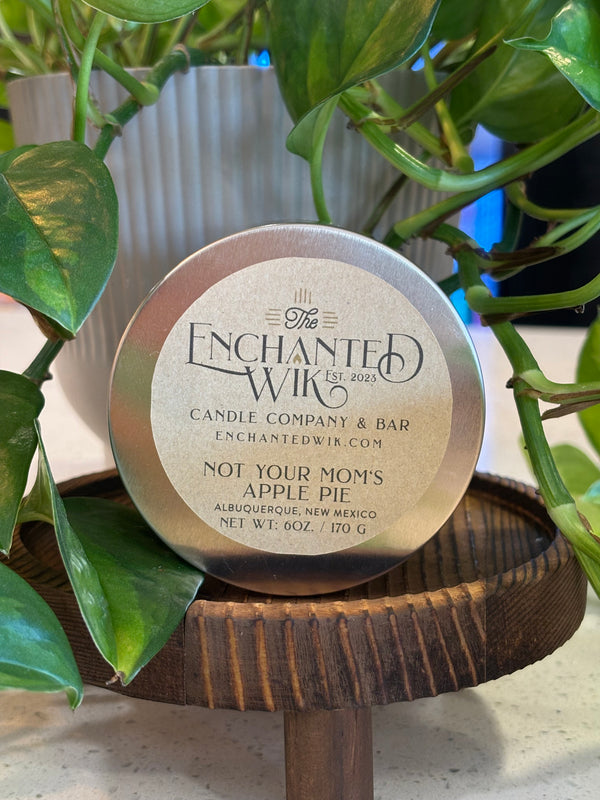 The
ENCHANTED
WIK EST. 2023
CANDLE COMPANY & BAR
ENCHANTEDWIK.COM
NOT YOUR MOM'S
APPLE PIE
ALBUQUERQUE, NEW MEXICO
NET WT: 6OZ. / 170 G